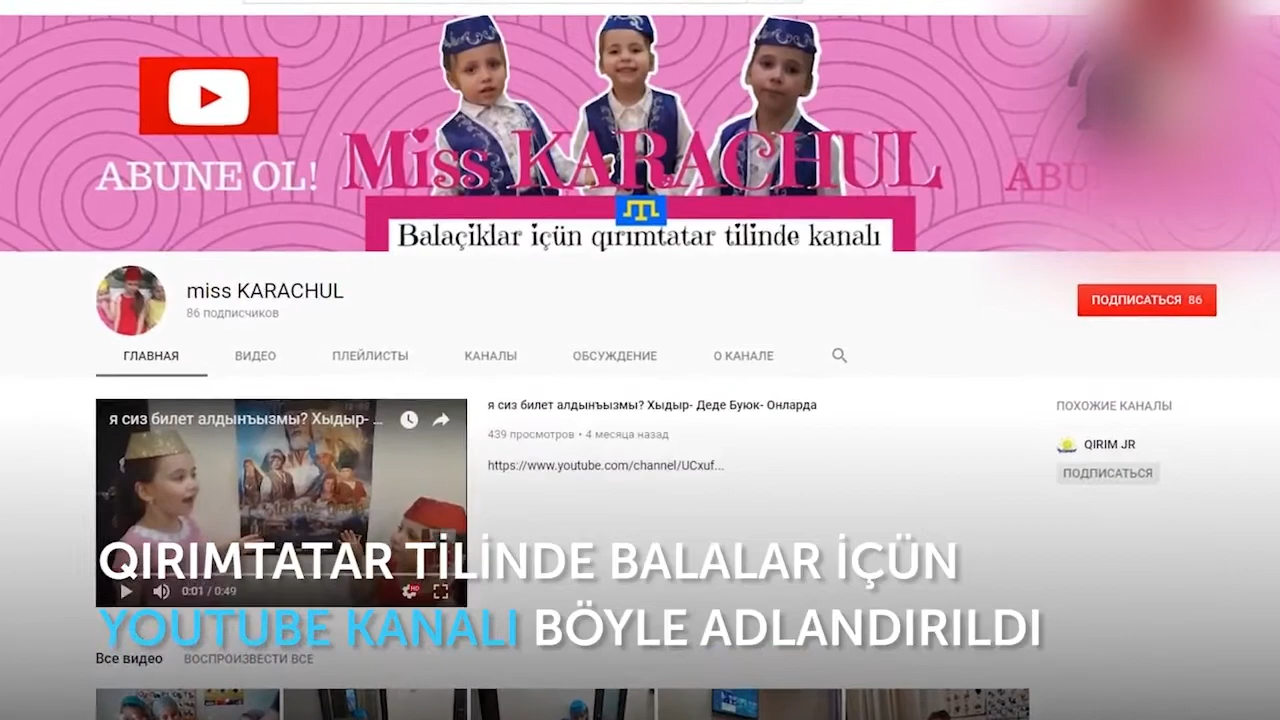 ABUNE OL!
Miss KARACHUL
ABU
Balaçiklar içün qırımtatar tilinde kanalı
miss KARACHUL
86 подписчиков
ПОДПИСАТЬСЯ 86
ГЛАВНАЯ ВИДЕО ПЛЕЙЛИСТЫ КАНАЛЫ ОБСУЖДЕНИЕ О КАНАЛЕ
я сиз билет алдынъызмы? Хыдыр- ...
я сиз билет алдынъызмы? Хыдыр- Деде Буюк- Онларда
439 просмотров • 4 месяца назад
https://www.youtube.com/channel/UCxuf...
ПОХОЖИЕ КАНАЛЫ
QIRIM JR
ПОДПИСАТЬСЯ
QIRIMTATAR TİLİNDE BALALAR İÇÜN
0:01 / 0:49
HD
YOUTUBE KANALI BÖYLE ADLANDIRILDI
Все видео ВОСПРОИЗВЕСТИ ВСЕ